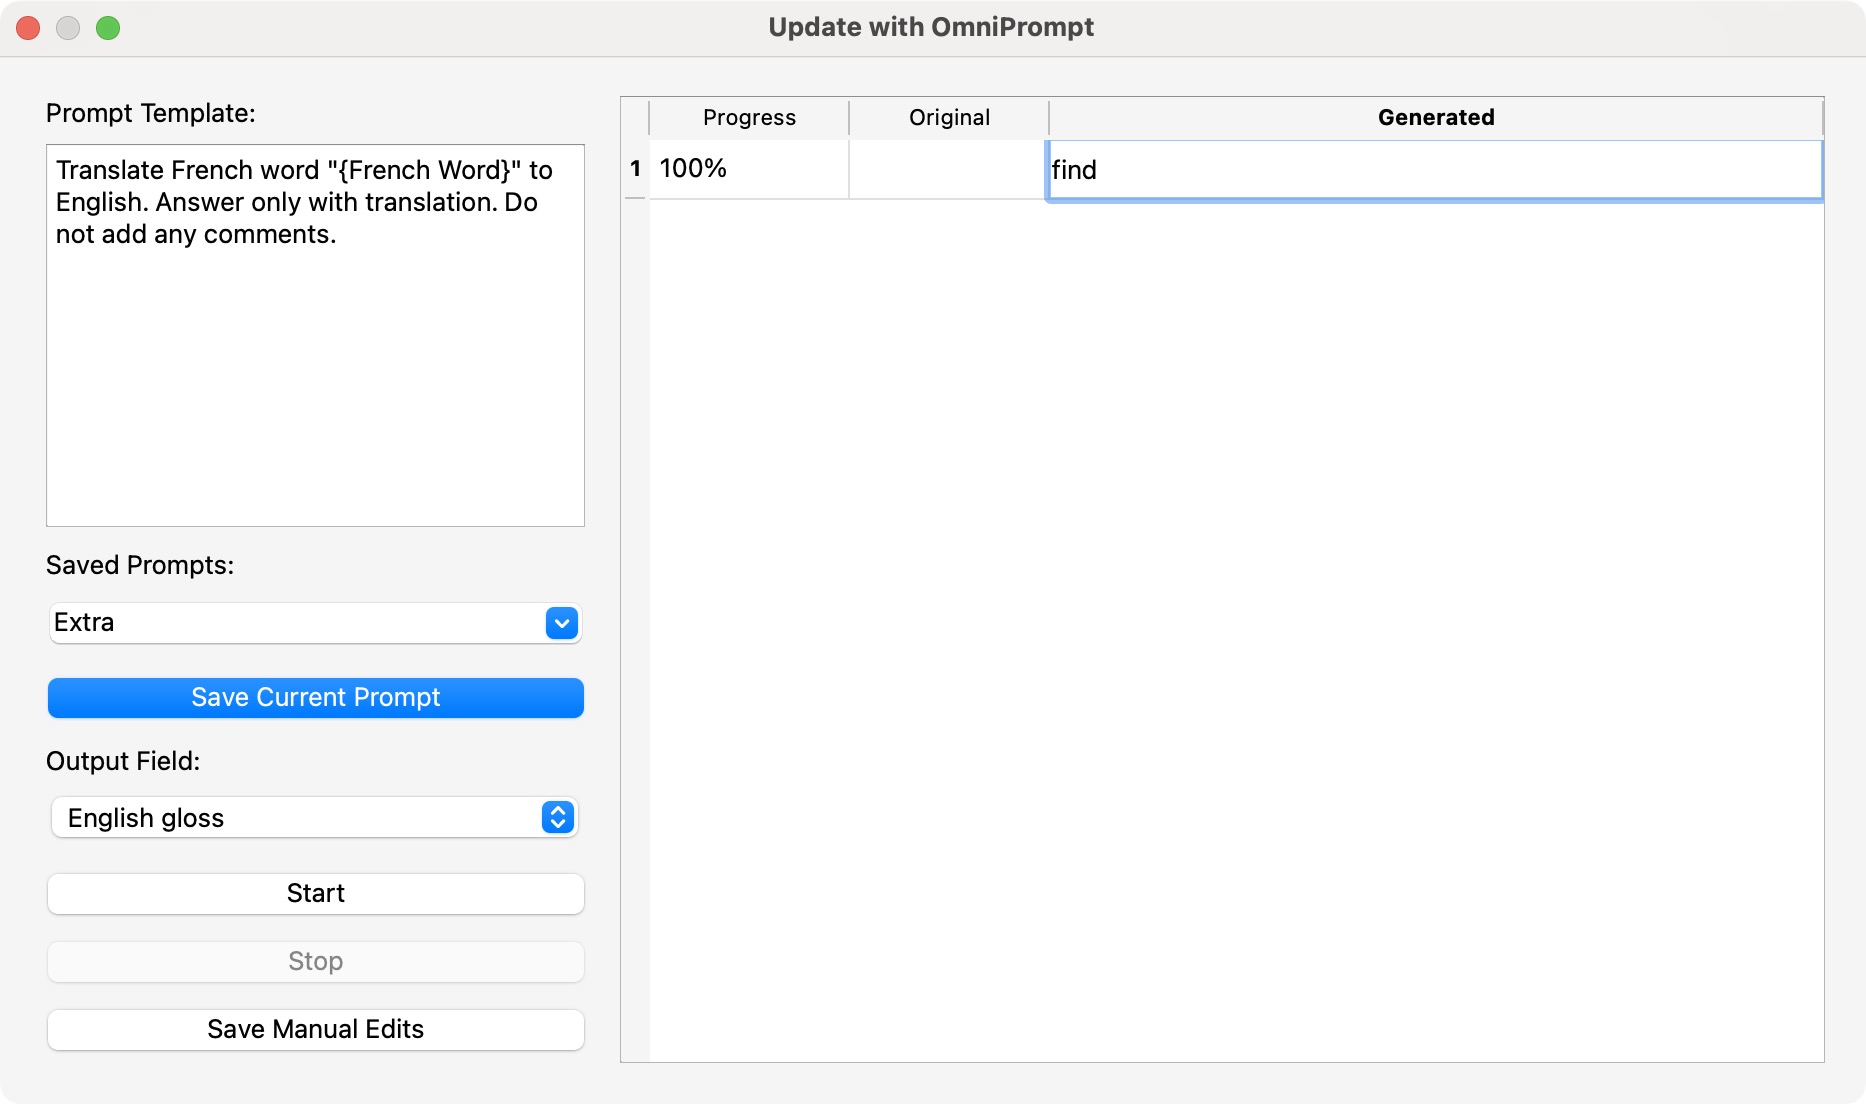 Update with OmniPrompt
Prompt Template:
Translate French word "{French Word}" to
English. Answer only with translation. Do
not add any comments.
Saved Prompts:
Extra
Save Current Prompt
Output Field:
English gloss
Start
Stop
Save Manual Edits
Progress Original Generated
1 100% find